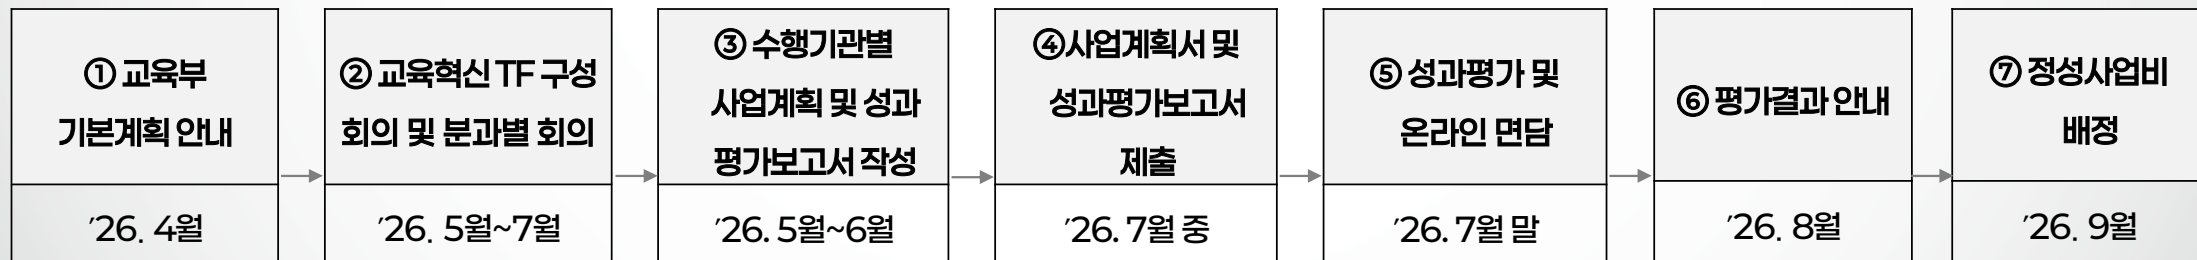 ① 교육부
기본계획 안내
'26. 4월
② 교육혁신 TF 구성
회의 및 분과별 회의
'26. 5월~7월
③ 수행기관별
사업계획 및 성과
평가보고서 작성
'26. 5월~6월
④사업계획서 및
성과평가보고서
제출
'26. 7월 중
⑤ 성과평가 및
온라인 면담
'26. 7월 말
⑥ 평가결과 안내
'26. 8월
⑦ 정성사업비
배정
'26. 9월